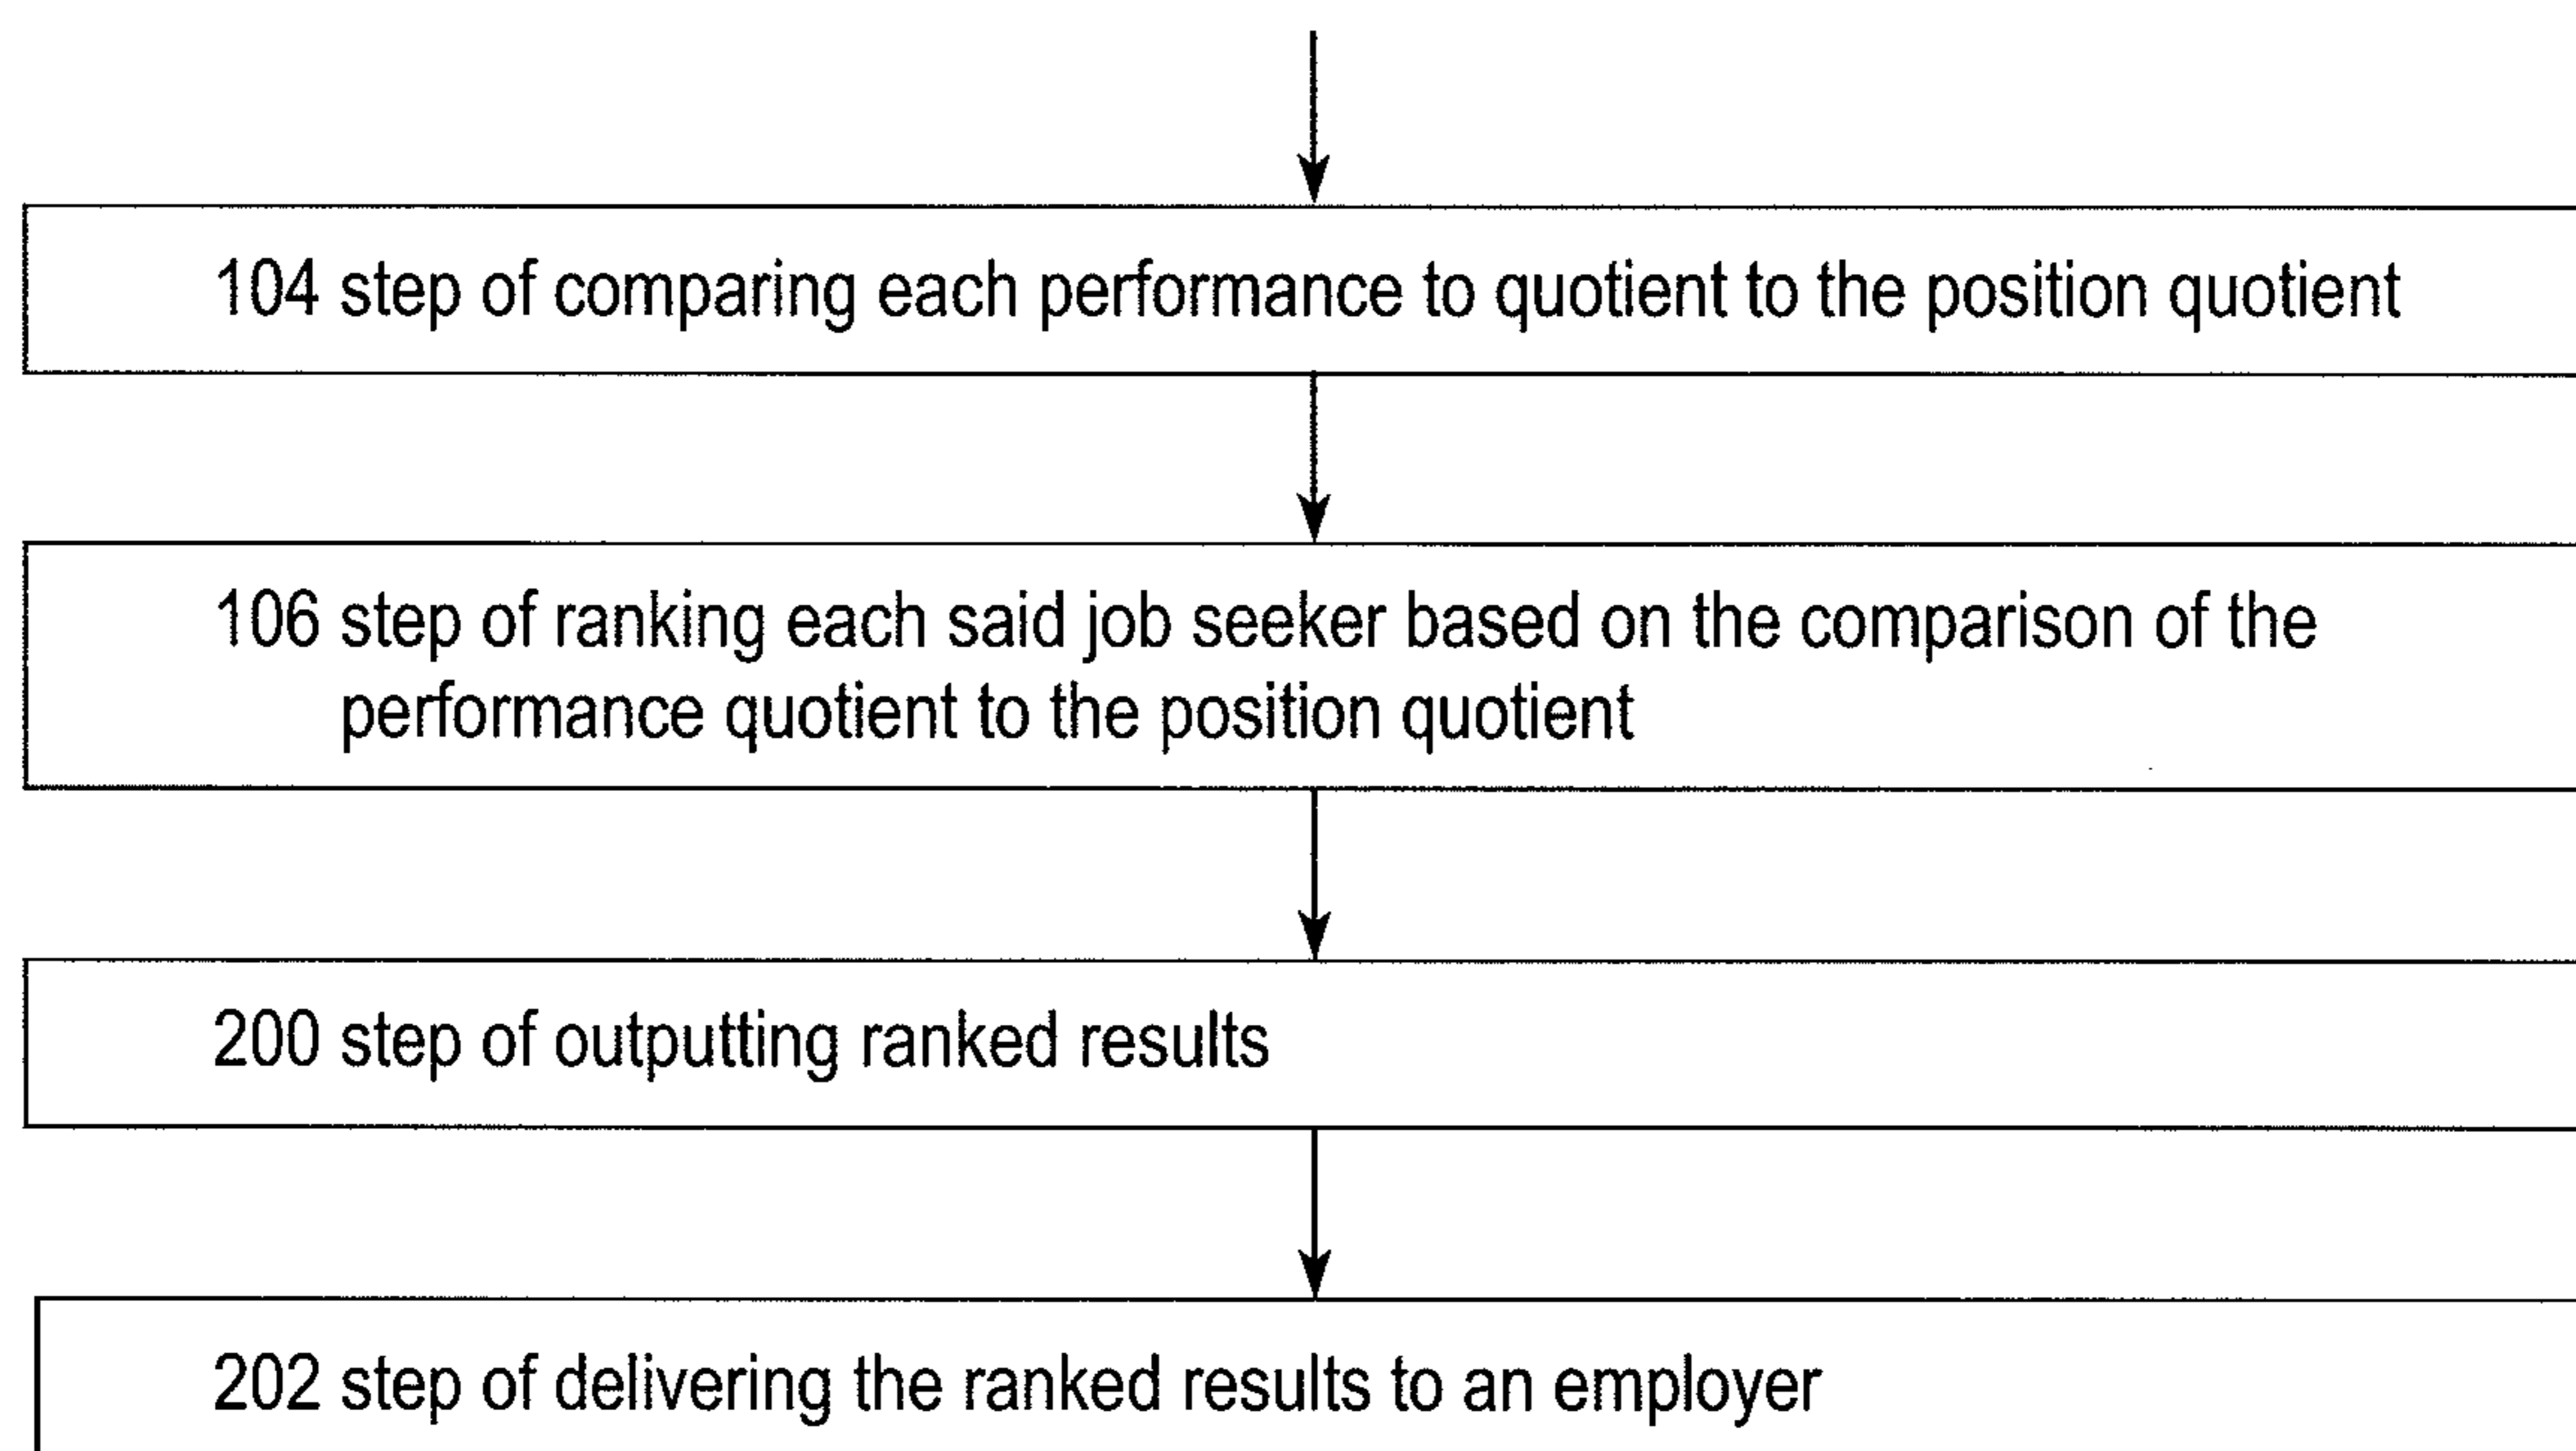 104 step of comparing each performance to quotient to the position quotient
106 step of ranking each said job seeker based on the comparison of the
performance quotient to the position quotient
200 step of outputting ranked results
202 step of delivering the ranked results to an employer